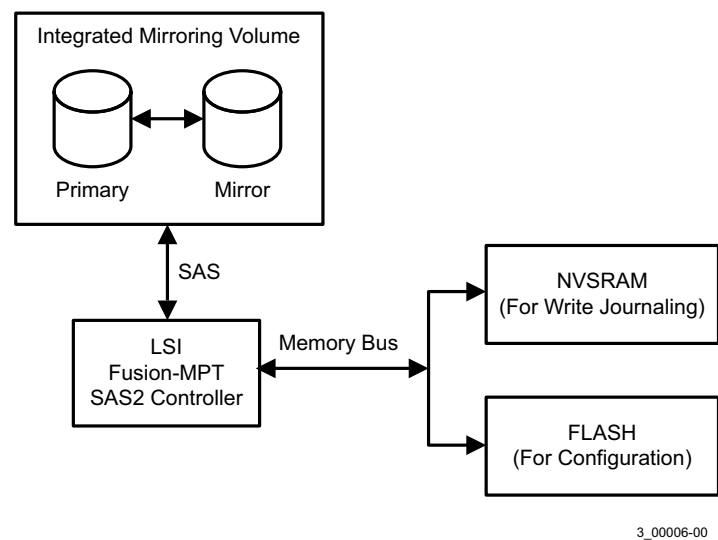 Integrated Mirroring Volume
Primary
Mirror
SAS
LSI
Fusion-MPT
SAS2 Controller
Memory Bus
NVSRAM
(For Write Journaling)
FLASH
(For Configuration)
3_00006-00